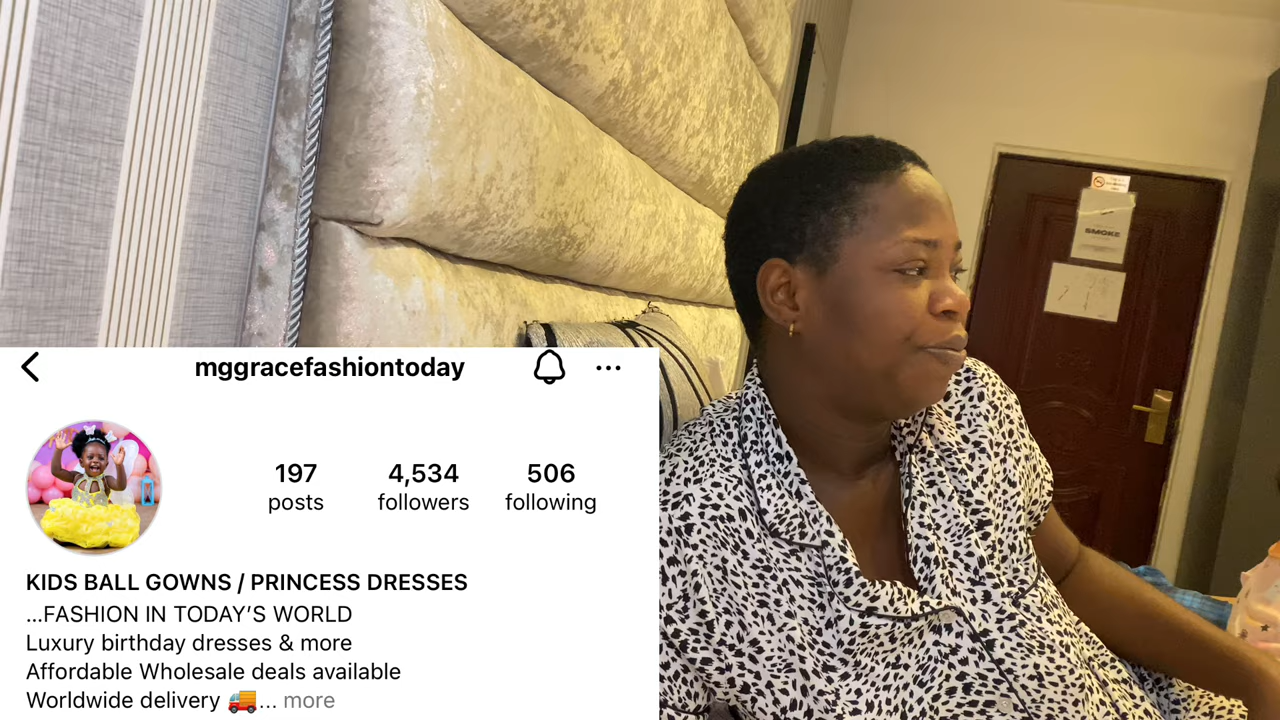 SMOKE
mggracefashiontoday
197
4,534
506
posts
followers
following
KIDS BALL GOWNS / PRINCESS DRESSES
...FASHION IN TODAY’S WORLD
Luxury birthday dresses & more
Affordable Wholesale deals available
Worldwide delivery 🚚... more